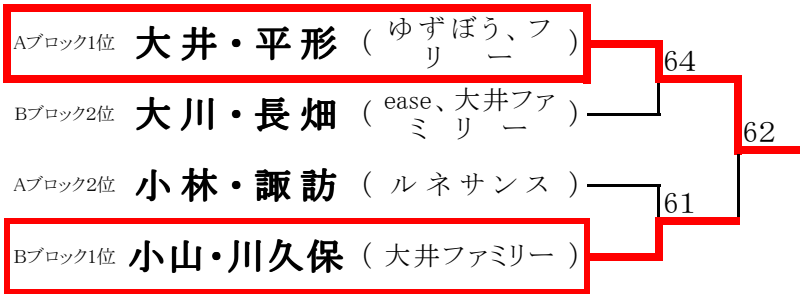 Aブロック1位 大井・平形 ( ゆずぼう、フリー )
64
Bブロック2位 大川・長畑 ( ease、大井ファミリー )
62
Aブロック2位 小林・諏訪 ( ルネサンス )
61
Bブロック1位 小山・川久保 ( 大井ファミリー )